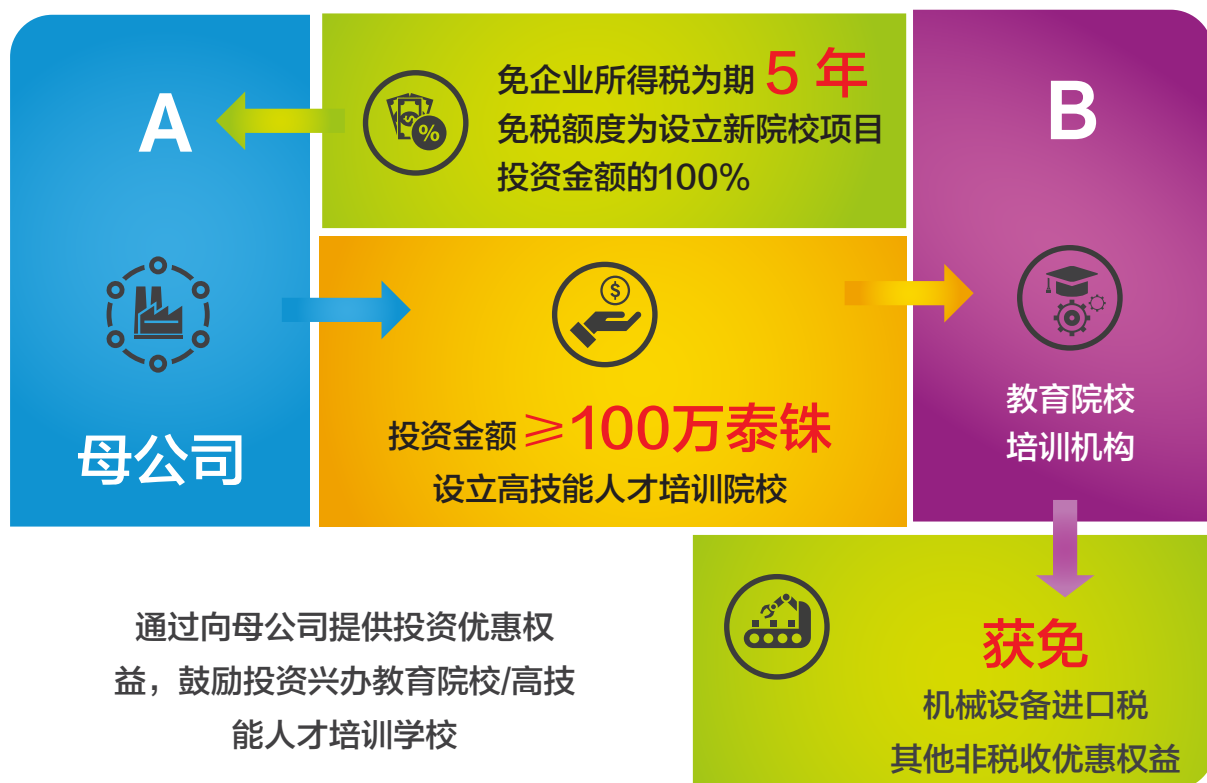 A
母公司
免企业所得税为期 5 年
免税额度为设立新院校项目
投资金额的100%
投资金额 ≥100万泰铢
设立高技能人才培训院校
B
教育院校
培训机构
获免
机械设备进口税
其他非税收优惠权益
通过向母公司提供投资优惠权
益，鼓励投资兴办教育院校/高技
能人才培训学校